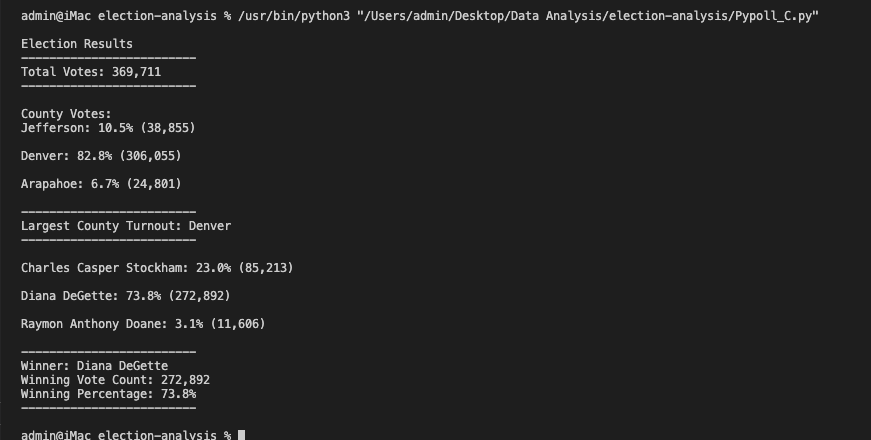 admin@iMac election-analysis % /usr/bin/python3 "/Users/admin/Desktop/Data Analysis/election-analysis/Pypoll_C.py"
Election Results
-------------------------
Total Votes: 369,711
-------------------------
County Votes:
Jefferson: 10.5% (38,855)
Denver: 82.8% (306,055)
Arapahoe: 6.7% (24,801)
-------------------------
Largest County Turnout: Denver
-------------------------
Charles Casper Stockham: 23.0% (85,213)
Diana DeGette: 73.8% (272,892)
Raymon Anthony Doane: 3.1% (11,606)
-------------------------
Winner: Diana DeGette
Winning Vote Count: 272,892
Winning Percentage: 73.8%
-------------------------
admin@iMac election-analysis %